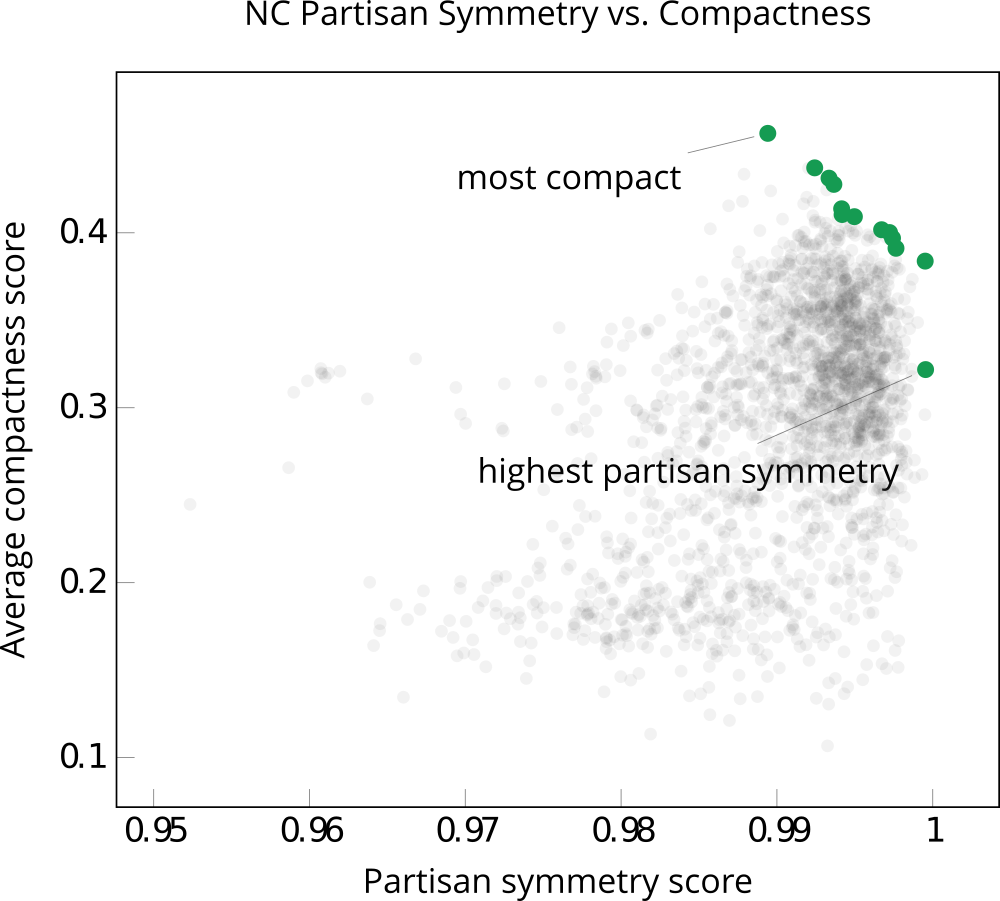 NC Partisan Symmetry vs. Compactness
most compact
highest partisan symmetry
Average compactness score
0.4
0.3
0.2
0.1
0.95 0.96 0.97 0.98 0.99 1
Partisan symmetry score